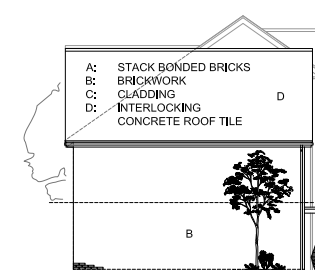 A: STACK BONDED BRICKS
B: BRICKWORK
C: CLADDING
D: INTERLOCKING
CONCRETE ROOF TILE
D
B